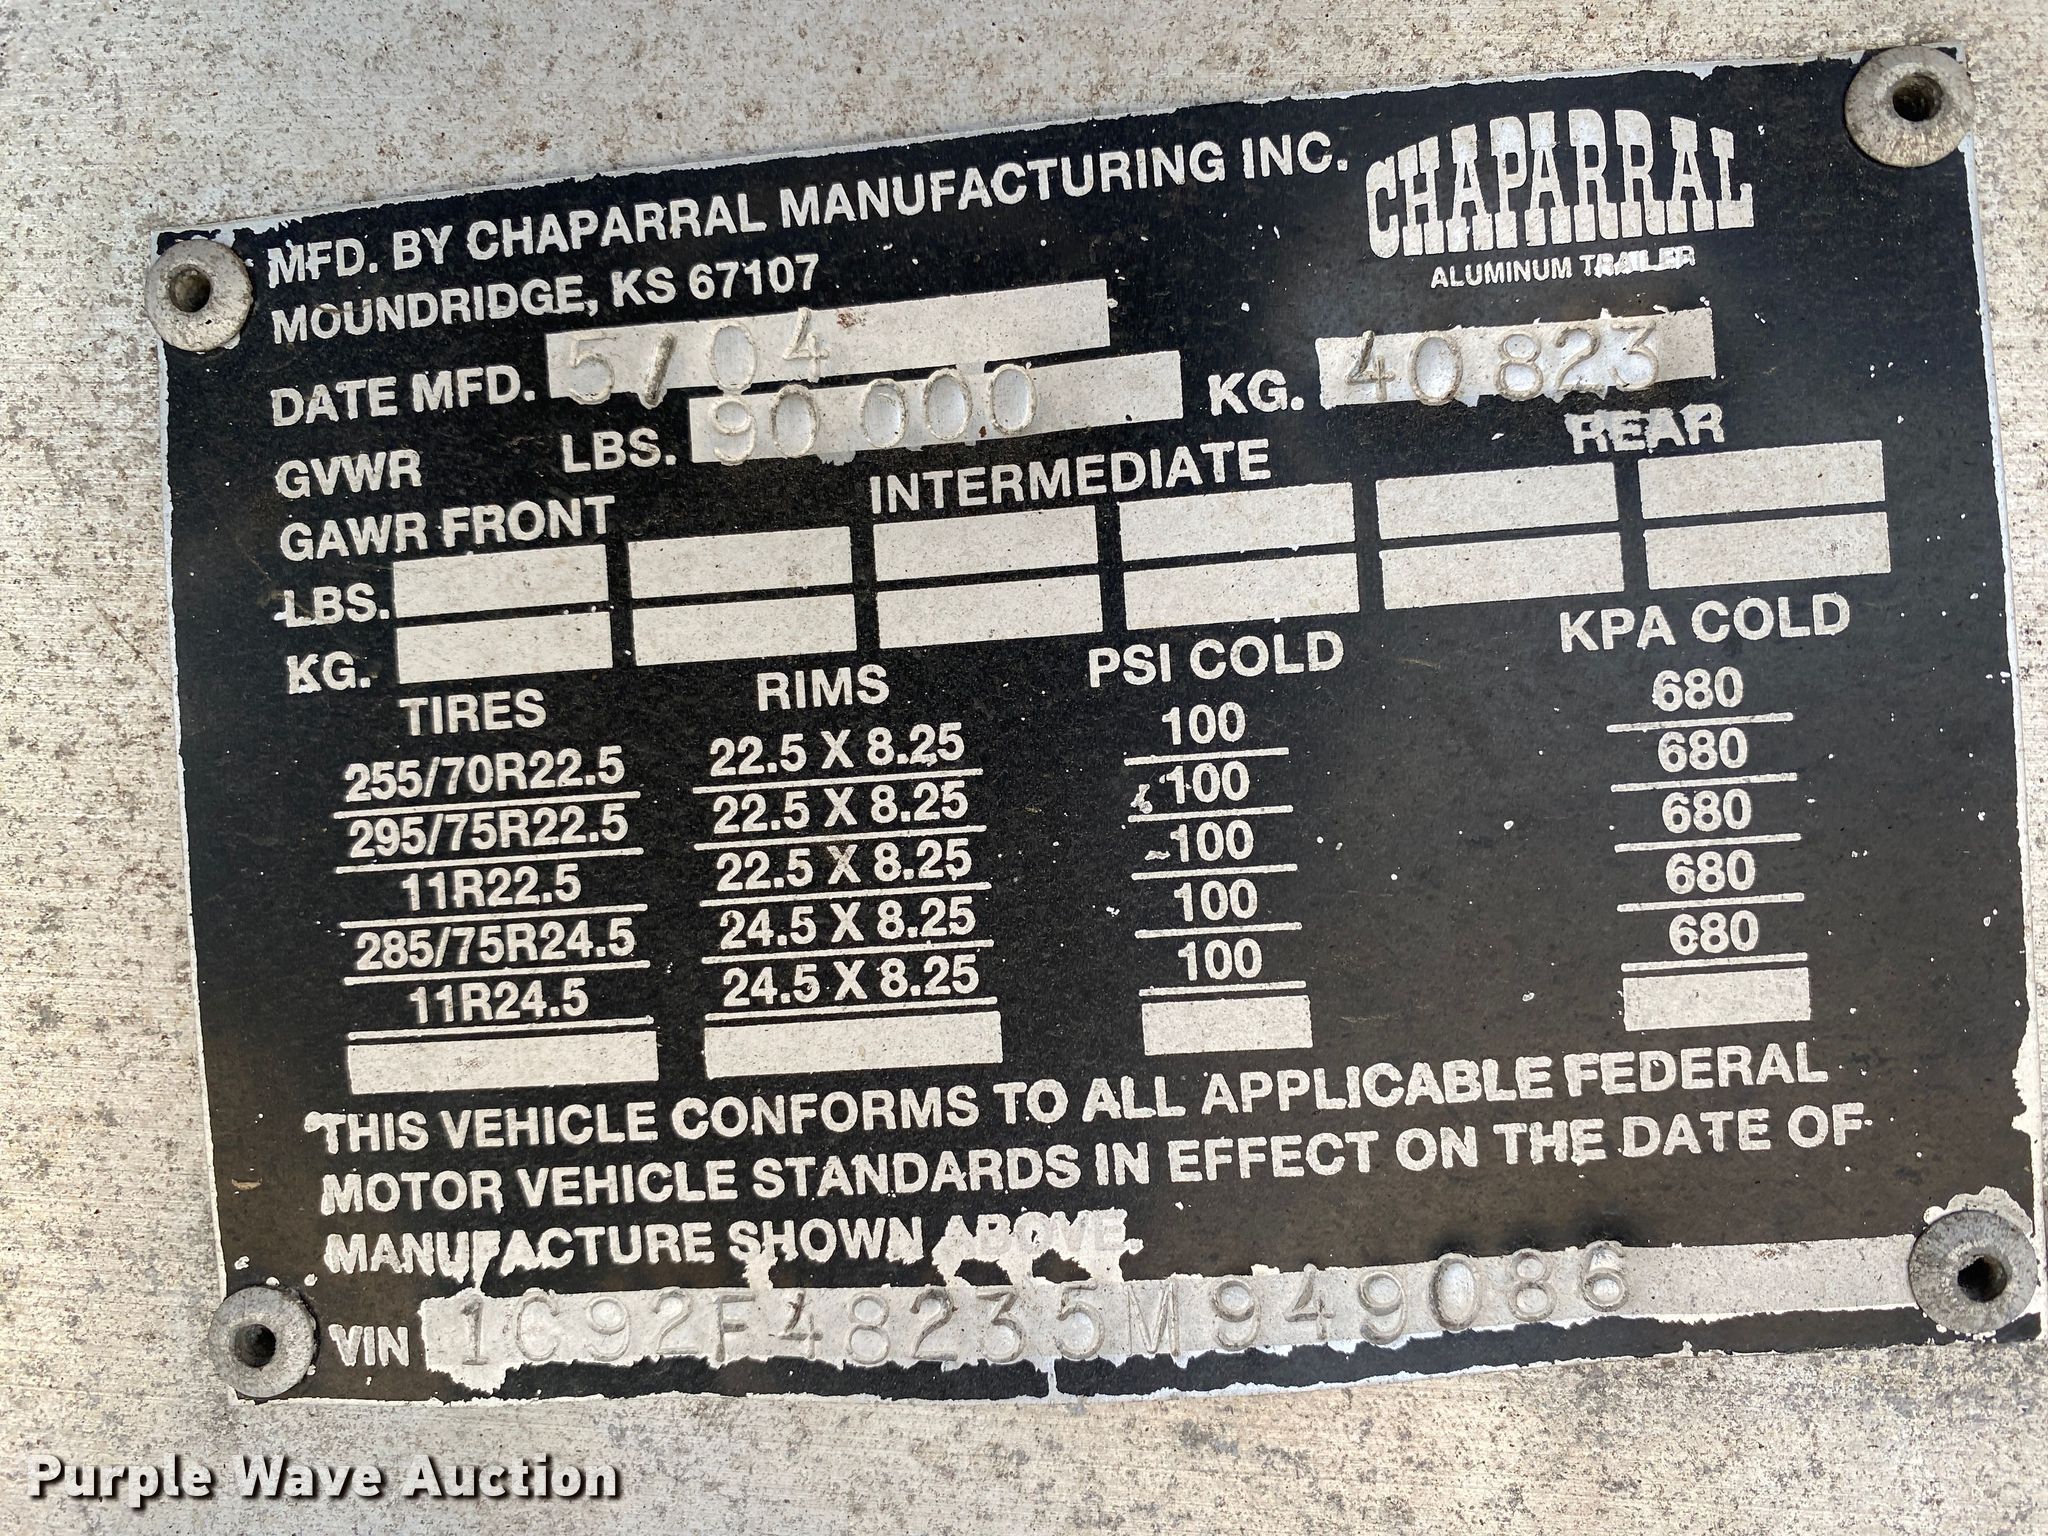 MFD. BY CHAPARRAL MANUFACTURING INC.
MOUNDRIDGE, KS 67107
CHAPARRAL
ALUMINUM TRAILER
DATE MFD. 5/04
GVWR LBS. 90000 KG. 40823
GAWR FRONT INTERMEDIATE REAR
LBS.
KG.
TIRES RIMS PSI COLD KPA COLD
255/70R22.5 22.5 X 8.25 100 680
295/75R22.5 22.5 X 8.25 100 680
11R22.5 22.5 X 8.25 100 680
285/75R24.5 24.5 X 8.25 100 680
11R24.5 24.5 X 8.25 100 680
THIS VEHICLE CONFORMS TO ALL APPLICABLE FEDERAL
MOTOR VEHICLE STANDARDS IN EFFECT ON THE DATE OF
MANUFACTURE SHOWN ABOVE.
VIN 1C92F48235M949086
Purple Wave Auction